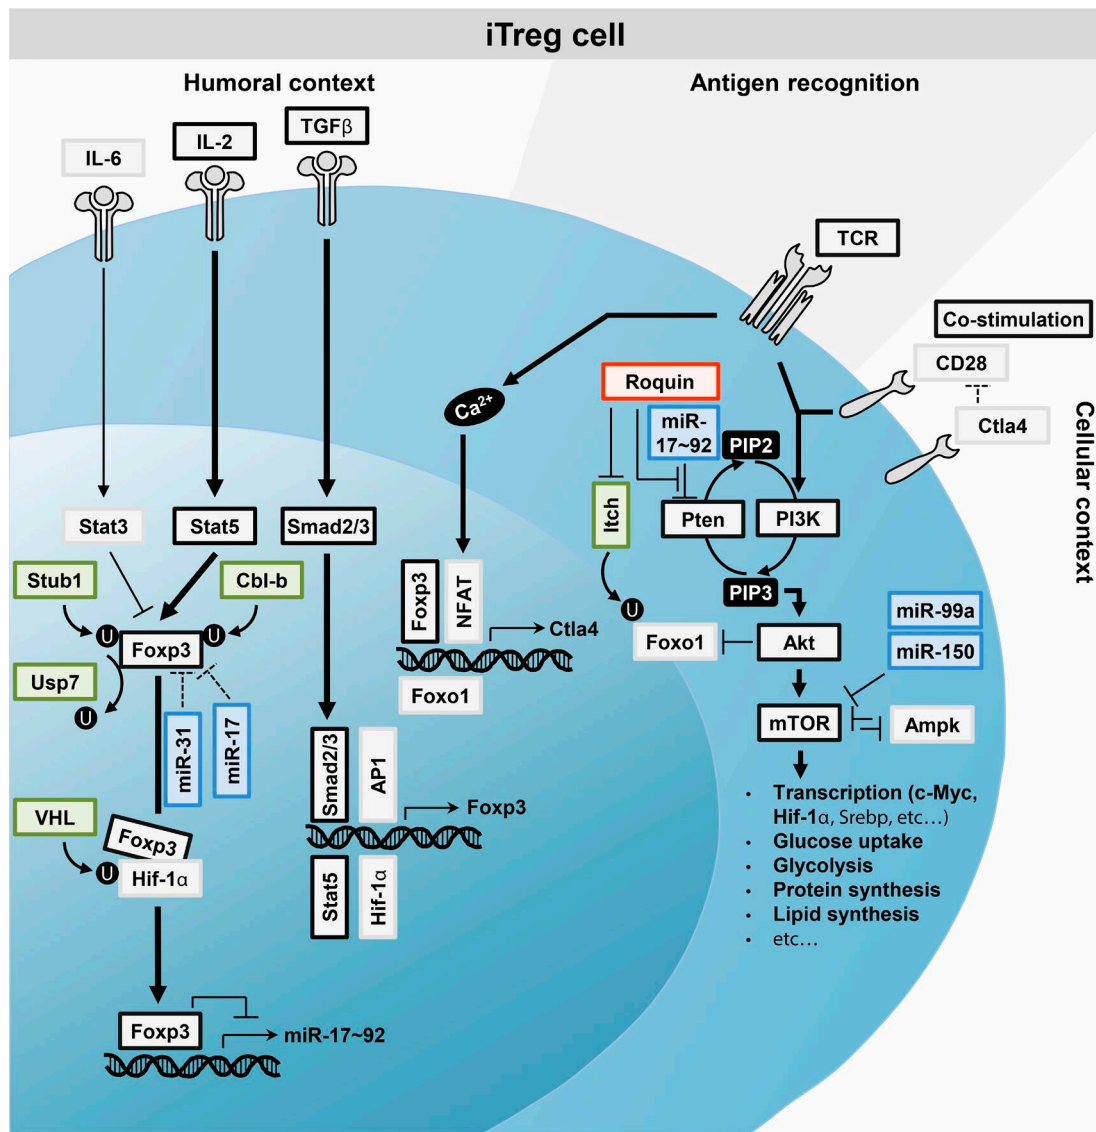 iTreg cell
Humoral context
Antigen recognition
TGFβ
IL-2
IL-6
TCR
Co-stimulation
CD28
Ctla4
Cellular context
Ca2+
Roquin
miR-
17~92
PIP2
Itch
Pten
PI3K
PIP3
U
Foxo1
Akt
miR-99a
miR-150
mTOR
Ampk
• Transcription (c-Myc,
Hif-1α, Srebp, etc…)
• Glucose uptake
• Glycolysis
• Protein synthesis
• Lipid synthesis
• etc…
Stat3
Stat5
Smad2/3
Stub1
Cbl-b
U
U
Foxp3
Usp7
U
miR-31
miR-17
VHL
Foxp3
U
Hif-1α
Foxp3
miR-17~92
Foxp3
NFAT
Ctla4
Foxo1
Smad2/3
AP1
Foxp3
Stat5
Hif-1α